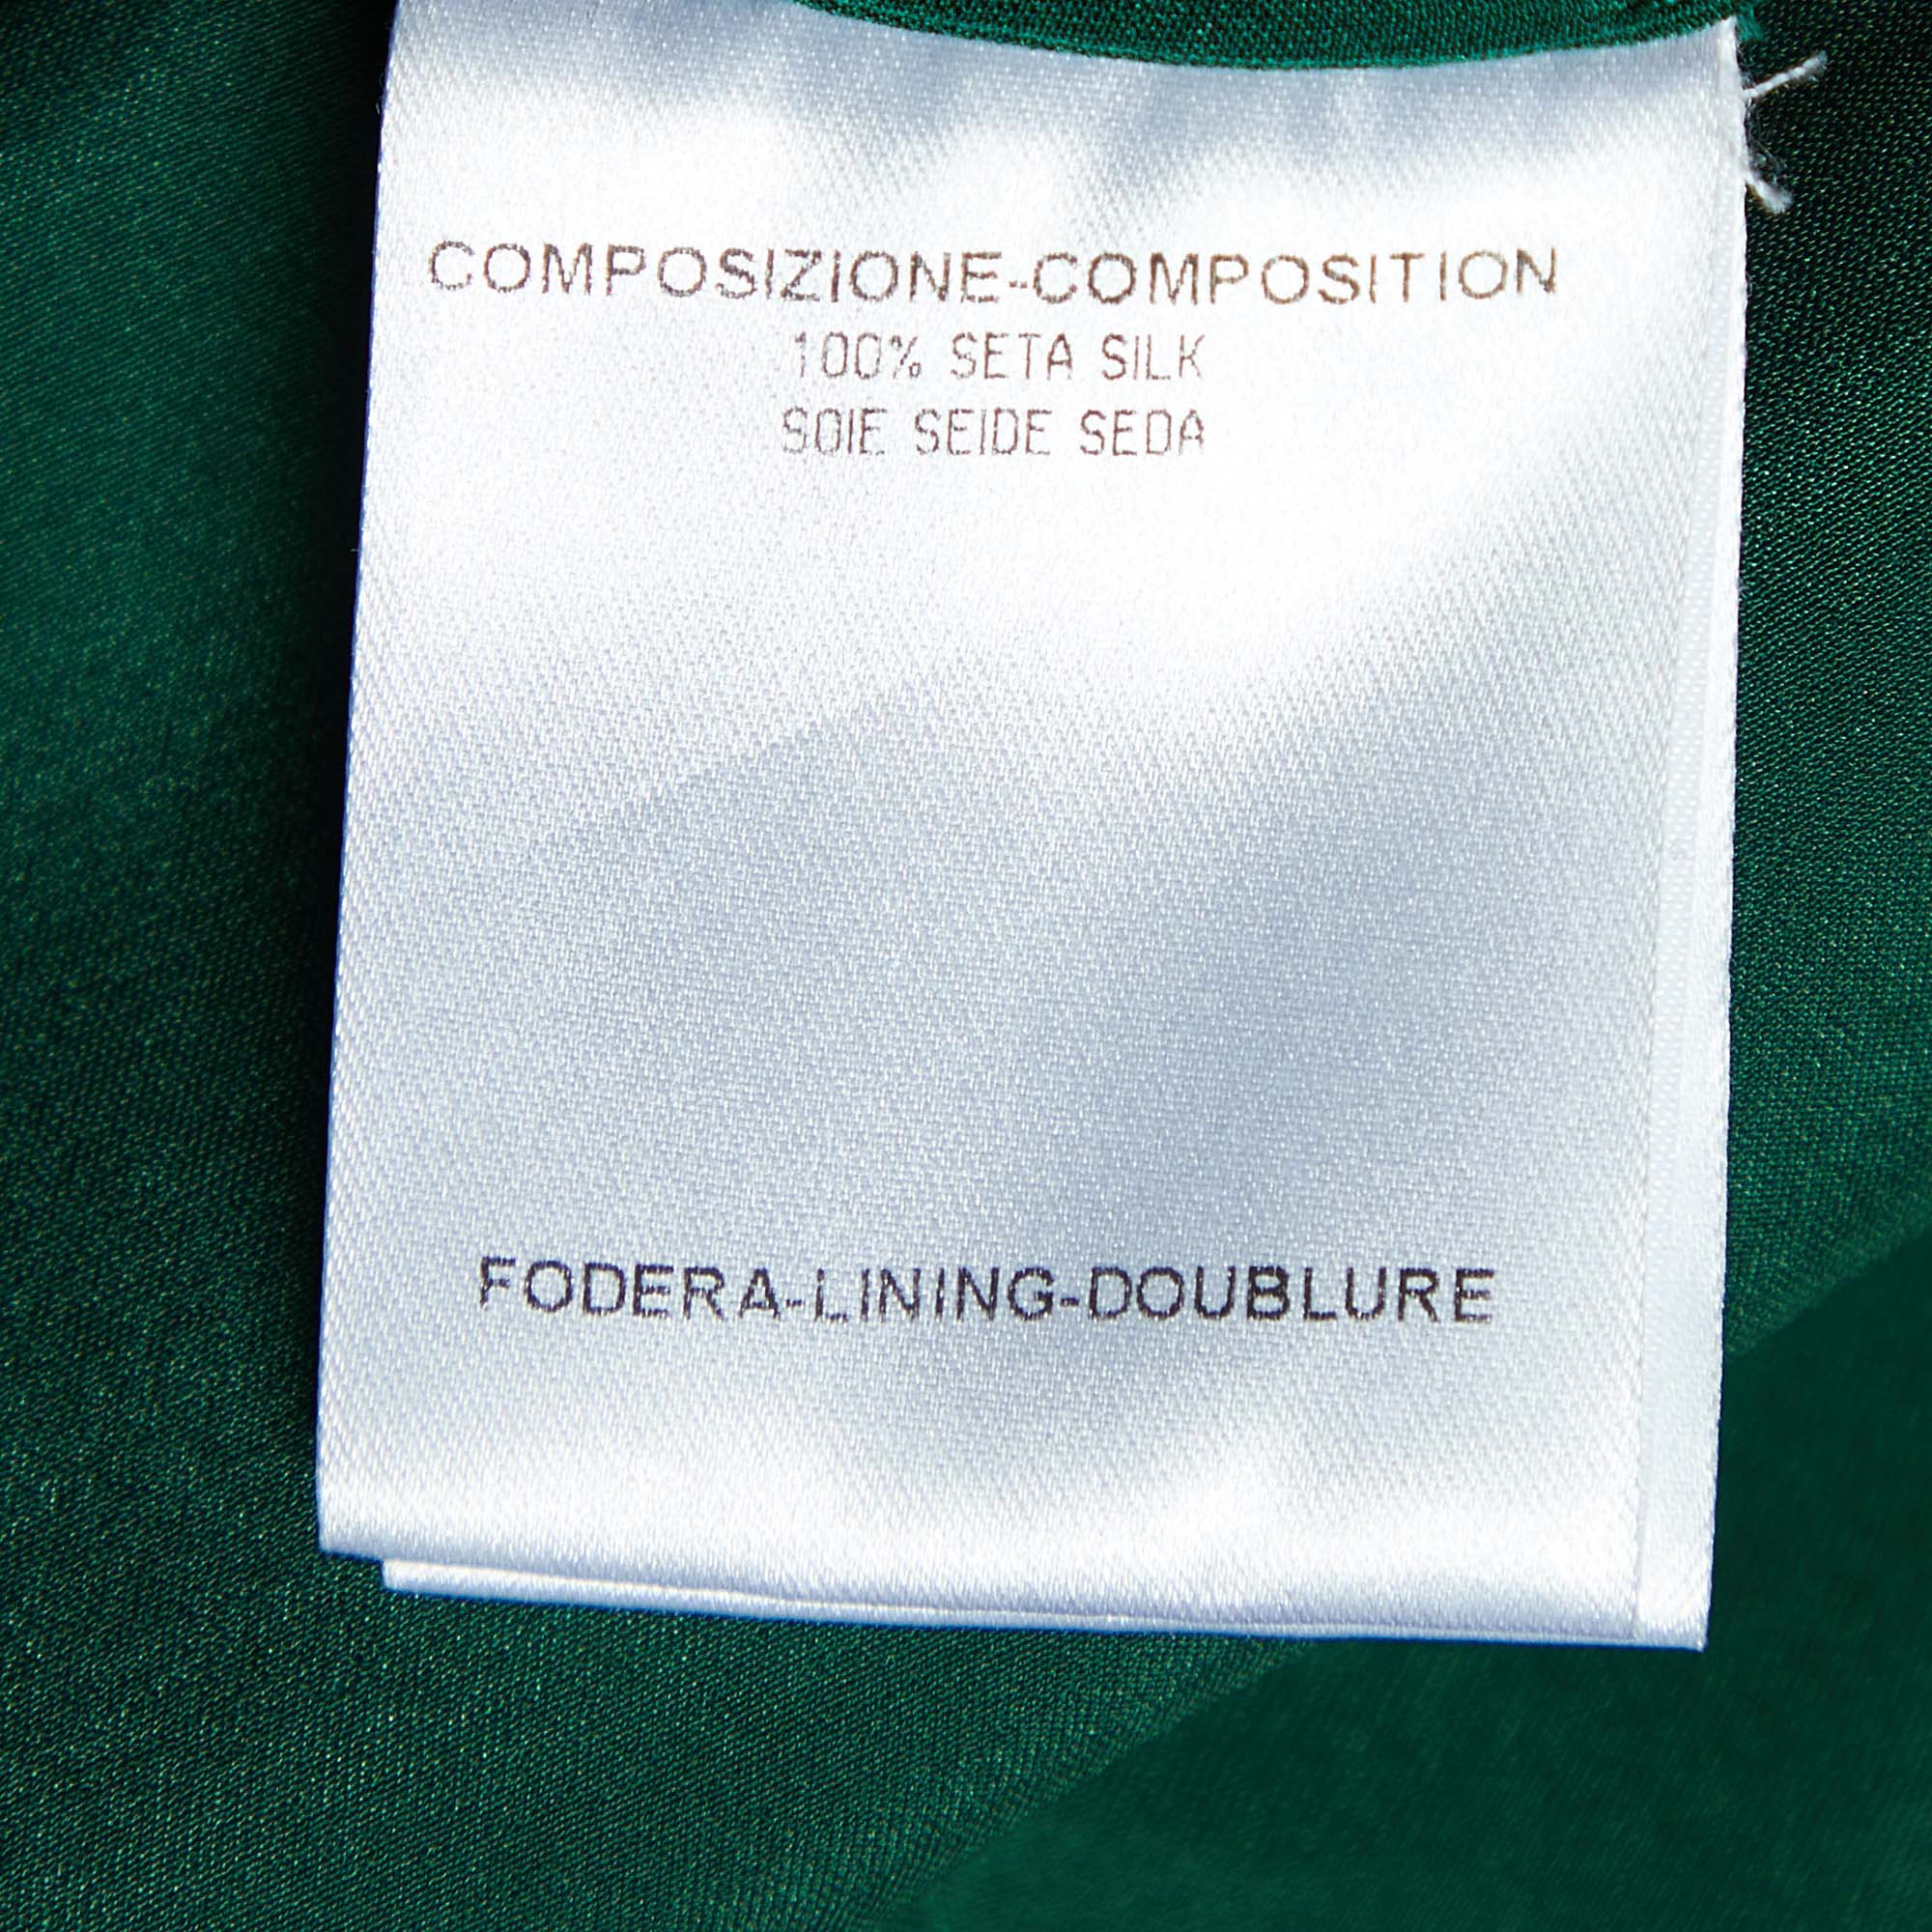 COMPOSIZIONE-COMPOSITION
100% SETA SILK
SOIE SEIDE SEDA
FODERA-LINING-DOUBLURE